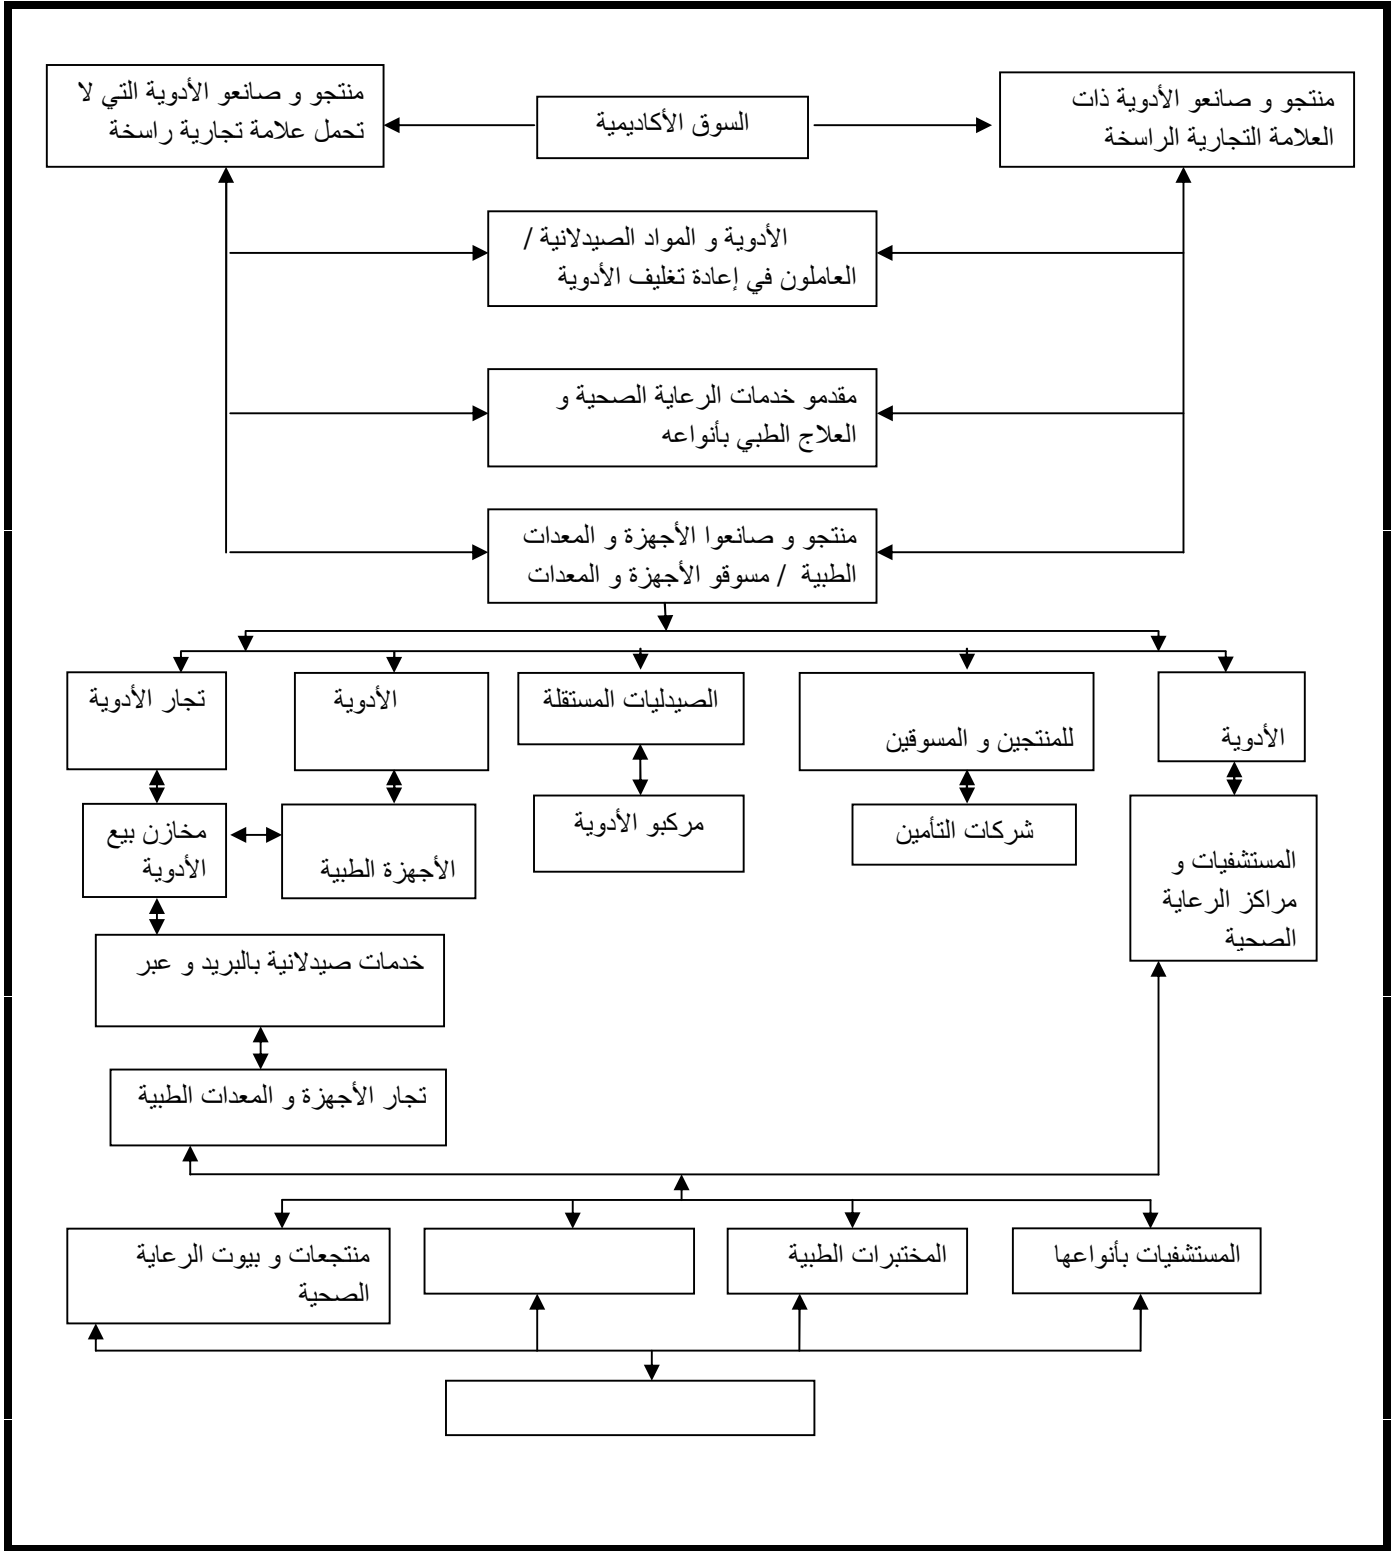 منتجو و صانعو الأدوية ذات
العلامة التجارية الراسخة
السوق الأكاديمية
منتجو و صانعو الأدوية التي لا
تحمل علامة تجارية راسخة
الأدوية و المواد الصيدلانية /
العاملون في إعادة تغليف الأدوية
مقدمو خدمات الرعاية الصحية و
العلاج الطبي بأنواعه
منتجو و صانعوا الأجهزة و المعدات
الطبية / مسوقو الأجهزة و المعدات
الأدوية
للمنتجين و المسوقين
الصيدليات المستقلة
الأدوية
تجار الأدوية
المستشفيات و
مراكز الرعاية
الصحية
شركات التأمين
مركبو الأدوية
الأجهزة الطبية
مخازن بيع
الأدوية
خدمات صيدلانية بالبريد و عبر
تجار الأجهزة و المعدات الطبية
المستشفيات بأنواعها
المختبرات الطبية
منتجعات و بيوت الرعاية
الصحية